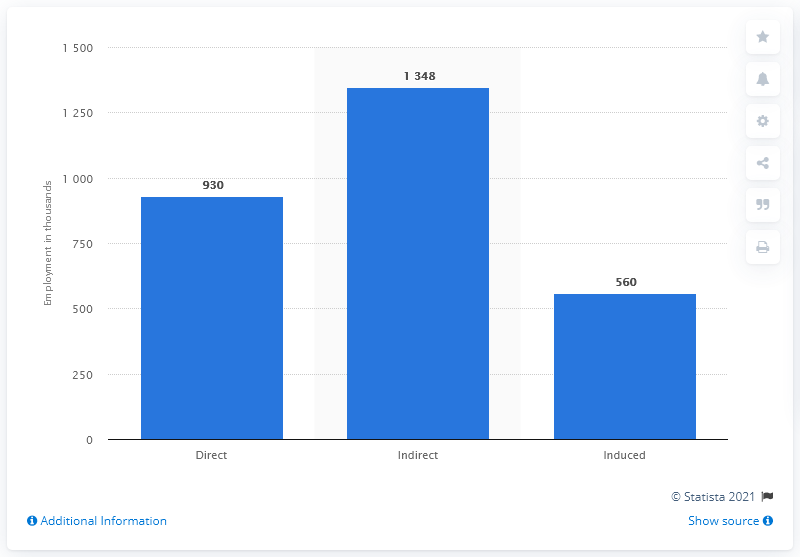 1 500
1 250
1 000
750
500
250
0
Employment in thousands
930
1 348
560
Direct
Indirect
Induced
© Statista 2021
Additional Information
Show source